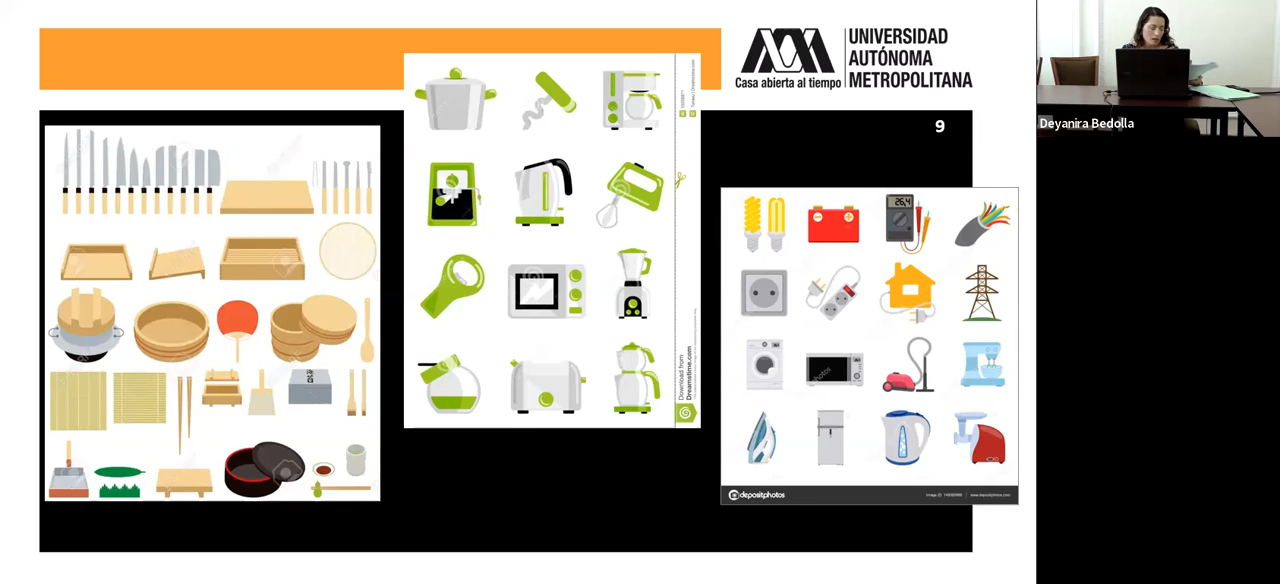 UNIVERSIDAD
AUTÓNOMA
METROPOLITANA
Casa abierta al tiempo
9
Deyanira Bedolla
Download from
Dreamstime.com
26,4
depositphotos
www.depositphotos.com